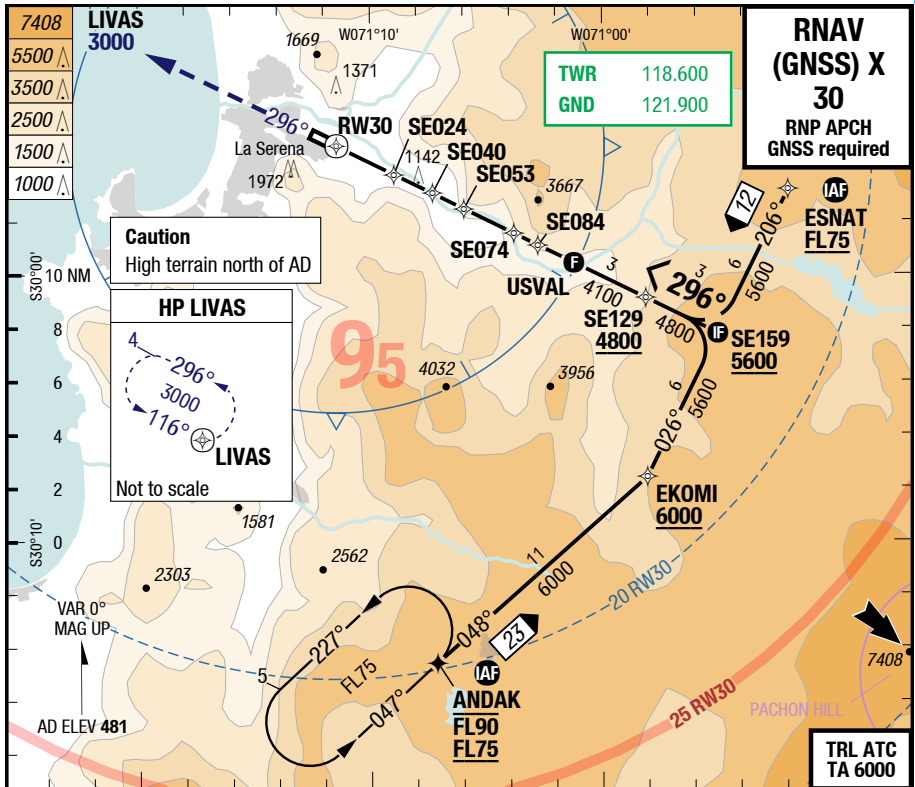 7408
5500
3500
2500
1500
1000
LIVAS
3000
1669
1371
W071°10'
W071°00'
TWR 118.600
GND 121.900
RNAV
(GNSS) X
30
RNP APCH
GNSS required
296°
RW30
SE024
La Serena
1142
SE040
1972
SE053
3667
SE084
SE074
12
206°
IAF
ESNAT
FL75
Caution
High terrain north of AD
S30°00'
10 NM
F
USVAL
3
4100
< 296°
3
6
5600
SE129
4800
4800
IF
SE159
5600
HP LIVAS
4
296°
3000
116°
LIVAS
Not to scale
8
6
4
2
0
95
4032
3956
6
5600
026°
EKOMI
6000
1581
S30°10'
2562
2303
11
6000
20 RW30
VAR 0°
MAG UP
048°
23
227°
FL75
5
047°
IAF
ANDAK
FL90
FL75
7408
PACHON HILL
25 RW30
AD ELEV 481
TRL ATC
TA 6000